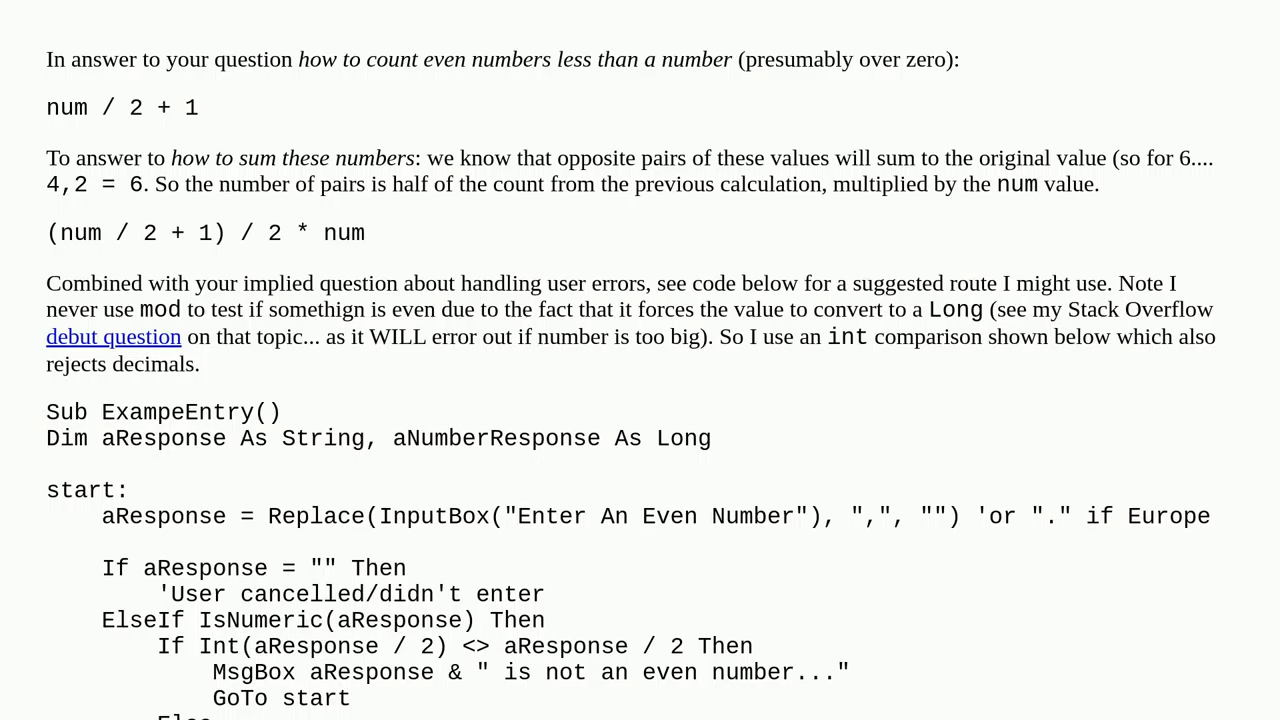 In answer to your question how to count even numbers less than a number (presumably over zero):
num / 2 + 1
To answer to how to sum these numbers: we know that opposite pairs of these values will sum to the original value (so for 6....
4,2 = 6. So the number of pairs is half of the count from the previous calculation, multiplied by the num value.
(num / 2 + 1) / 2 * num
Combined with your implied question about handling user errors, see code below for a suggested route I might use. Note I
never use mod to test if somethign is even due to the fact that it forces the value to convert to a Long (see my Stack Overflow
debut question on that topic... as it WILL error out if number is too big). So I use an int comparison shown below which also
rejects decimals.
Sub ExampeEntry()
Dim aResponse As String, aNumberResponse As Long
start:
    aResponse = Replace(InputBox("Enter An Even Number"), ",", "") 'or "." if Europe
    If aResponse = "" Then
        'User cancelled/didn't enter
    ElseIf IsNumeric(aResponse) Then
        If Int(aResponse / 2) <> aResponse / 2 Then
            MsgBox aResponse & " is not an even number..."
            GoTo start
        Else